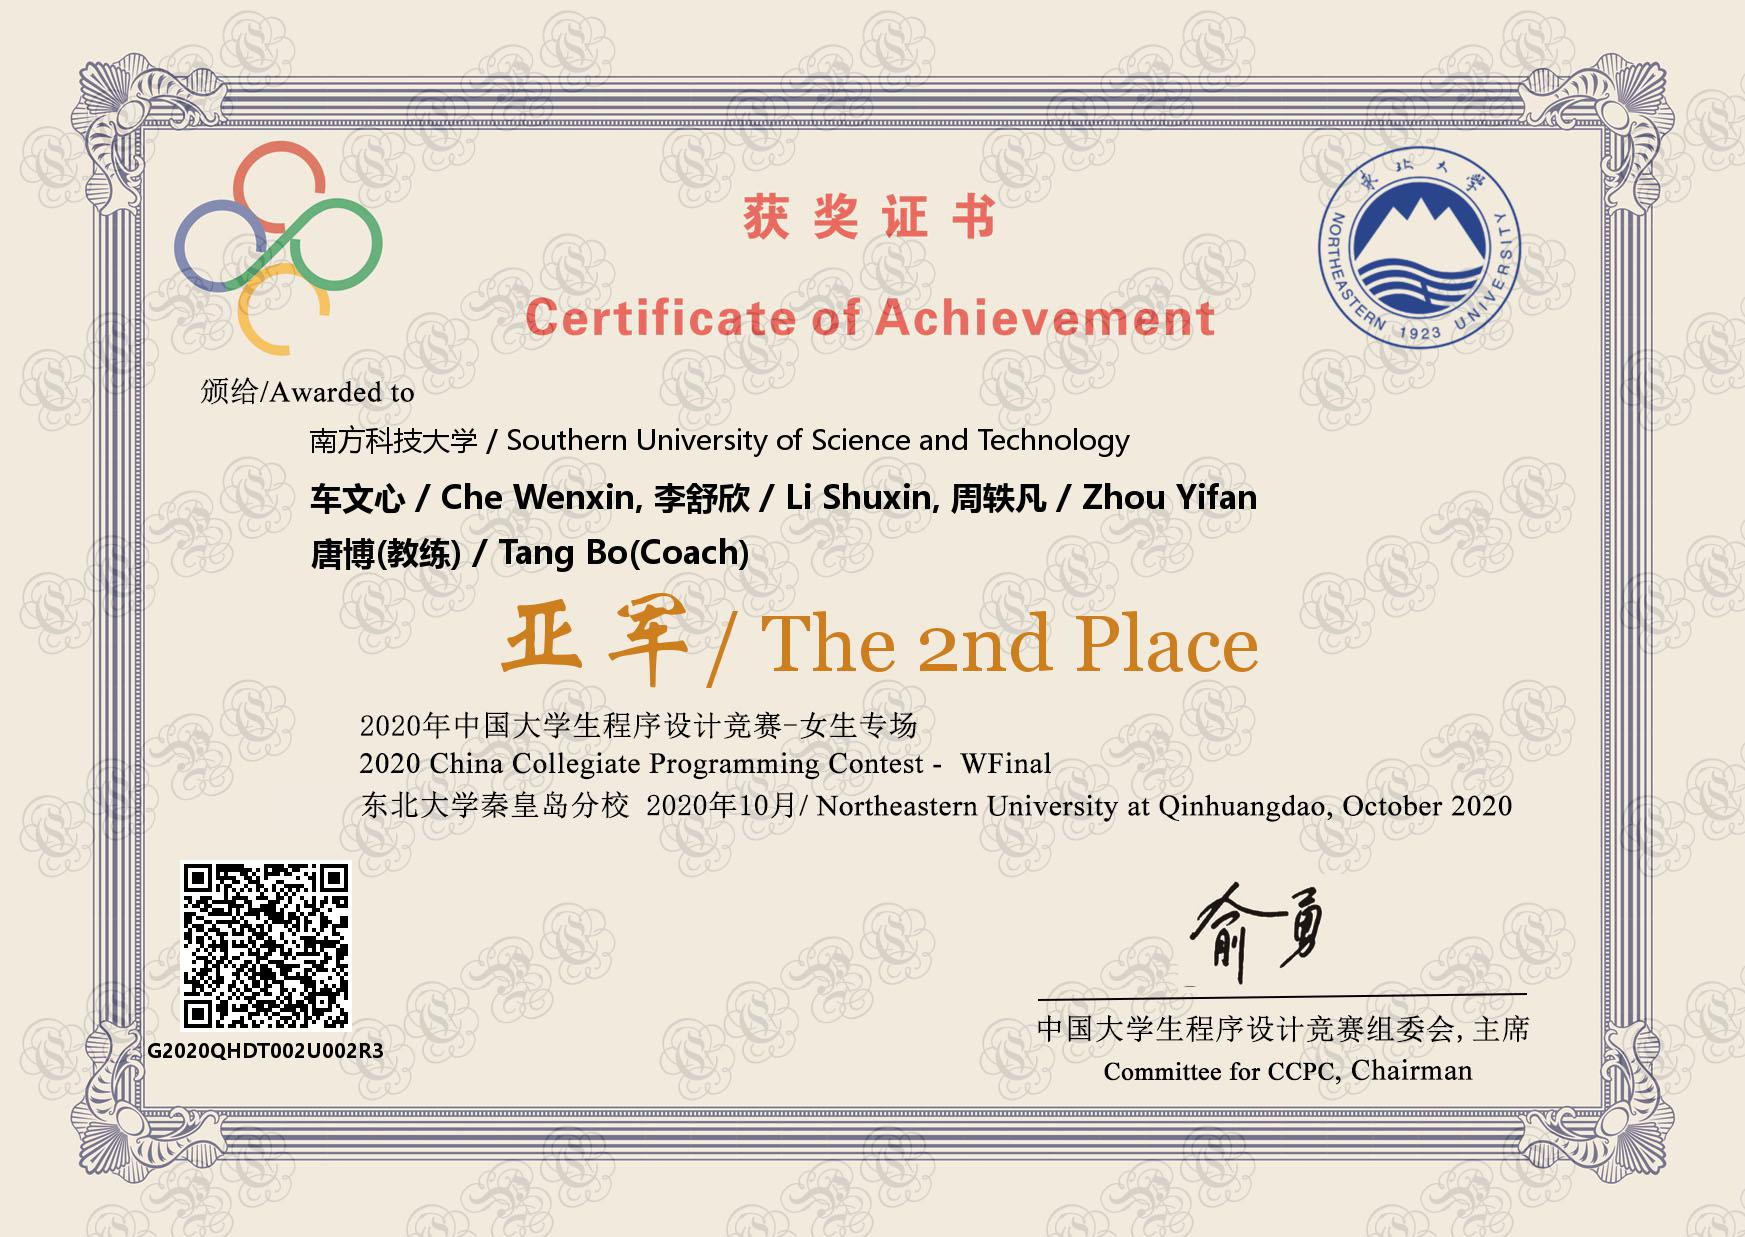 获奖证书
Certificate of Achievement
東北大学
NORTHEASTERN 1923 UNIVERSITY
颁给/Awarded to
南方科技大学 / Southern University of Science and Technology
车文心 / Che Wenxin, 李舒欣 / Li Shuxin, 周轶凡 / Zhou Yifan
唐博(教练) / Tang Bo(Coach)
亚军/ The 2nd Place
2020年中国大学生程序设计竞赛-女生专场
2020 China Collegiate Programming Contest - WFinal
东北大学秦皇岛分校 2020年10月/ Northeastern University at Qinhuangdao, October 2020
俞勇
G2020QHDT002U002R3
中国大学生程序设计竞赛组委会, 主席
Committee for CCPC, Chairman